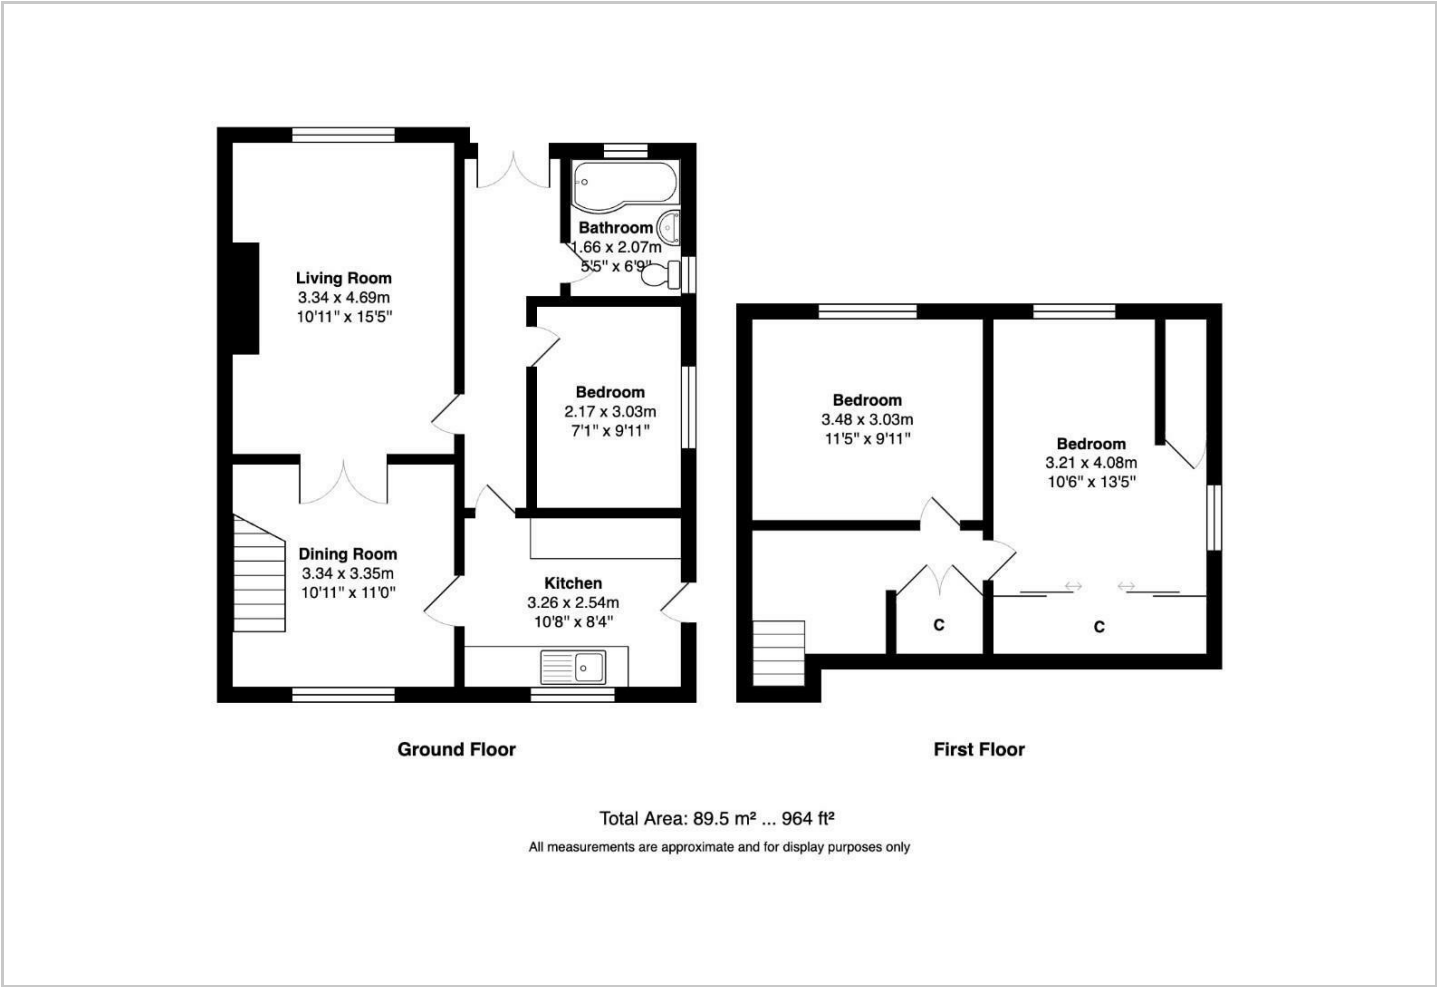 Living Room
3.34 x 4.69m
10'11" x 15'5"
Bathroom
1.66 x 2.07m
5'5" x 6'9"
Bedroom
2.17 x 3.03m
7'1" x 9'11"
Dining Room
3.34 x 3.35m
10'11" x 11'0"
Kitchen
3.26 x 2.54m
10'8" x 8'4"
Ground Floor
Bedroom
3.48 x 3.03m
11'5" x 9'11"
Bedroom
3.21 x 4.08m
10'6" x 13'5"
C
C
First Floor
Total Area: 89.5 m² ... 964 ft²
All measurements are approximate and for display purposes only